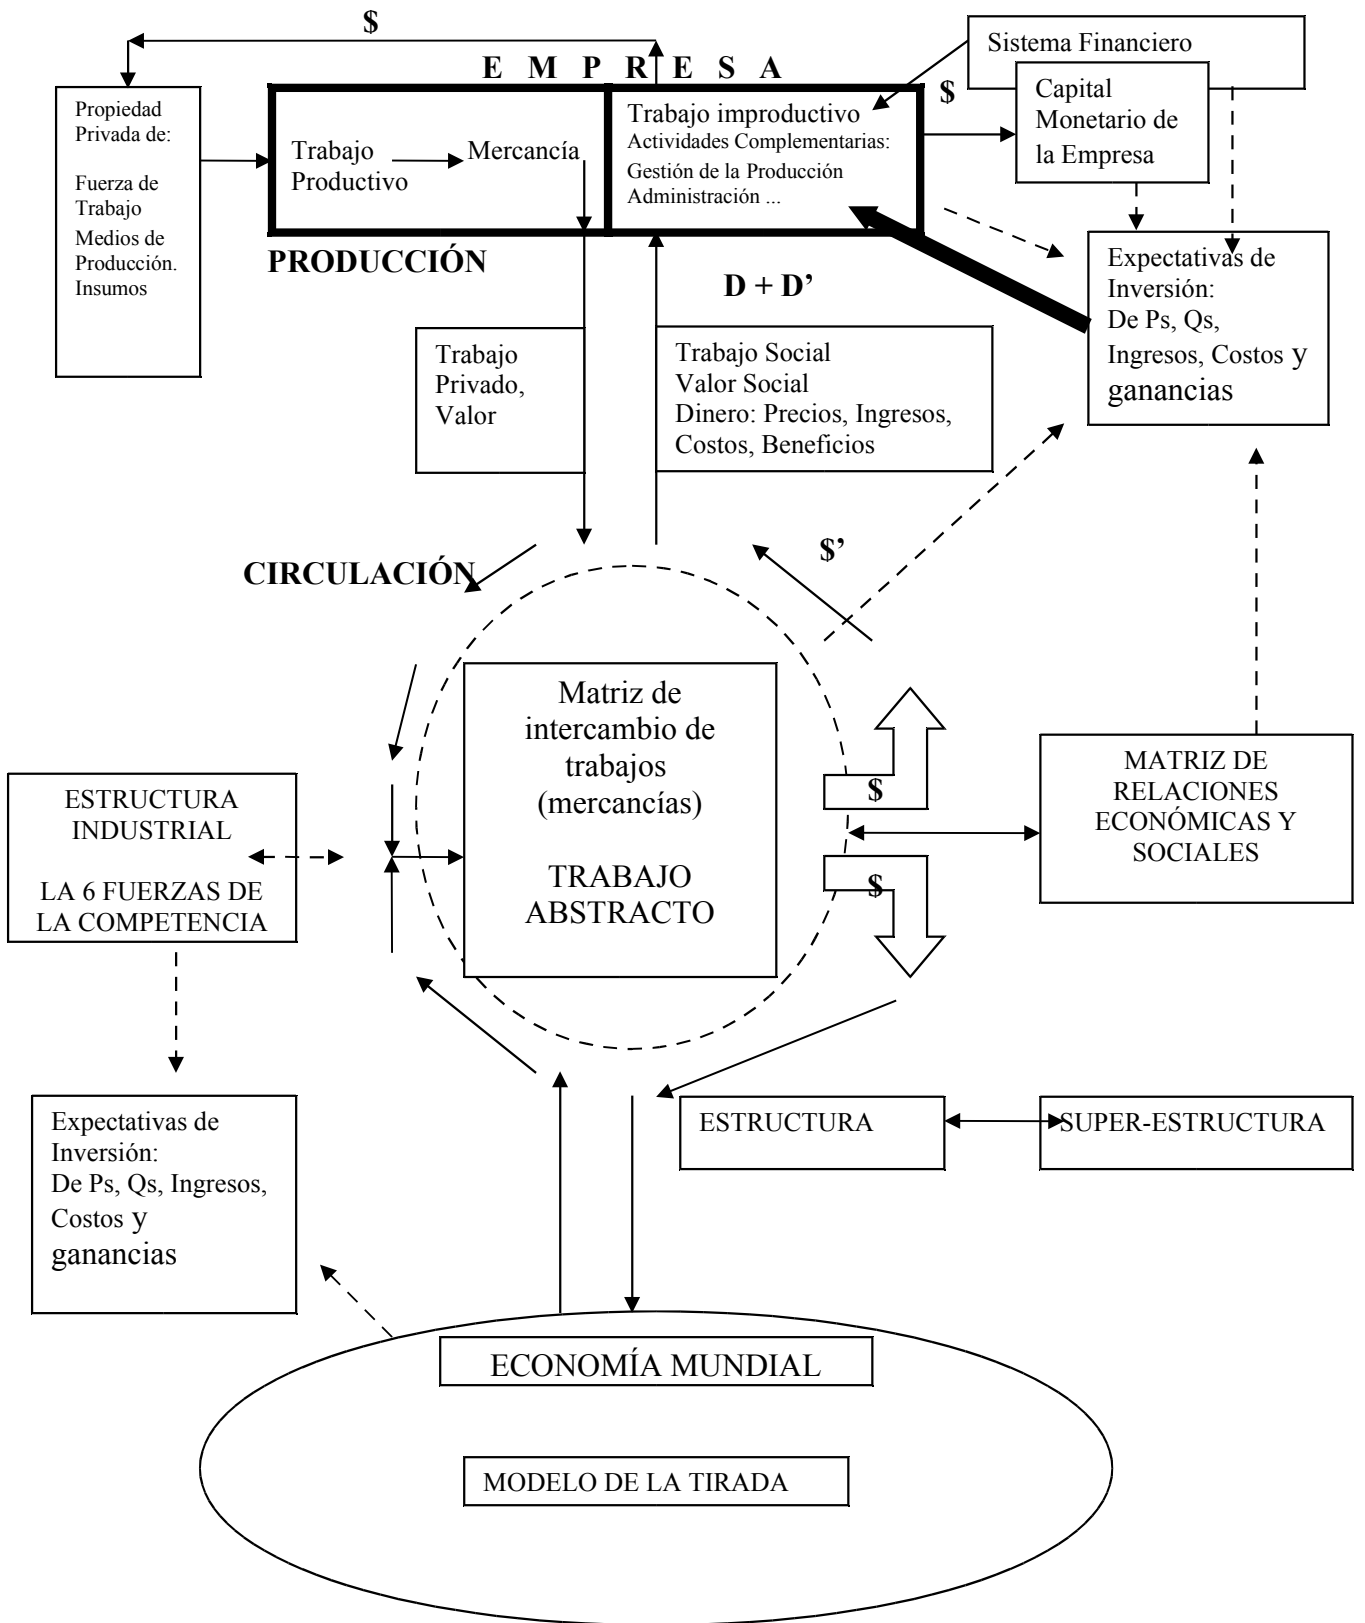 $
E M P R E S A
Sistema Financiero
$
Capital
Monetario de
la Empresa
Propiedad
Privada de:
Fuerza de
Trabajo
Medios de
Producción.
Insumos
Trabajo
Productivo
Mercancía
Trabajo improductivo
Actividades Complementarias:
Gestión de la Producción
Administración ...
PRODUCCIÓN
D + D’
Expectativas de
Inversión:
De Ps, Qs,
Ingresos, Costos y
ganancias
Trabajo
Privado,
Valor
Trabajo Social
Valor Social
Dinero: Precios, Ingresos,
Costos, Beneficios
$’
CIRCULACIÓN
Matriz de
intercambio de
trabajos
(mercancías)
TRABAJO
ABSTRACTO
$
$
MATRIZ DE
RELACIONES
ECONÓMICAS Y
SOCIALES
ESTRUCTURA
INDUSTRIAL
LA 6 FUERZAS DE
LA COMPETENCIA
Expectativas de
Inversión:
De Ps, Qs, Ingresos,
Costos y
ganancias
ESTRUCTURA
SUPER-ESTRUCTURA
ECONOMÍA MUNDIAL
MODELO DE LA TIRADA